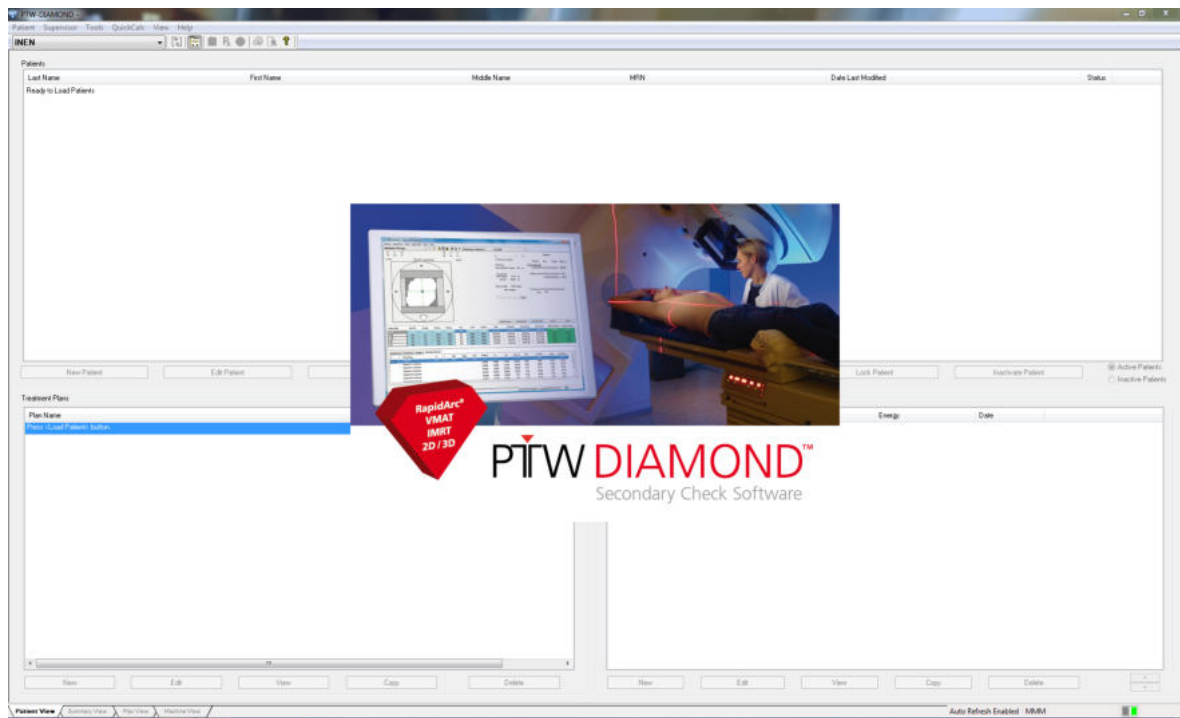 PTW-DIAMOND -
Patient Supervisor Tools QuickCalc View Help
INEN
Patients
Last Name First Name Middle Name MRN Date Last Modified Status
Ready to Load Patients
New Patient Edit Patient Lock Patient Inactivate Patient
Active Patients
Inactive Patients
Treatment Plans
Plan Name Energy Date
Press <Load Patient> button.
RapidArc®
VMAT
IMRT
2D / 3D
PTW DIAMOND™
Secondary Check Software
New Edit View Copy Delete New Edit View Copy Delete
Patient View Summary View Plan View Machine View Auto Refresh Enabled MMM